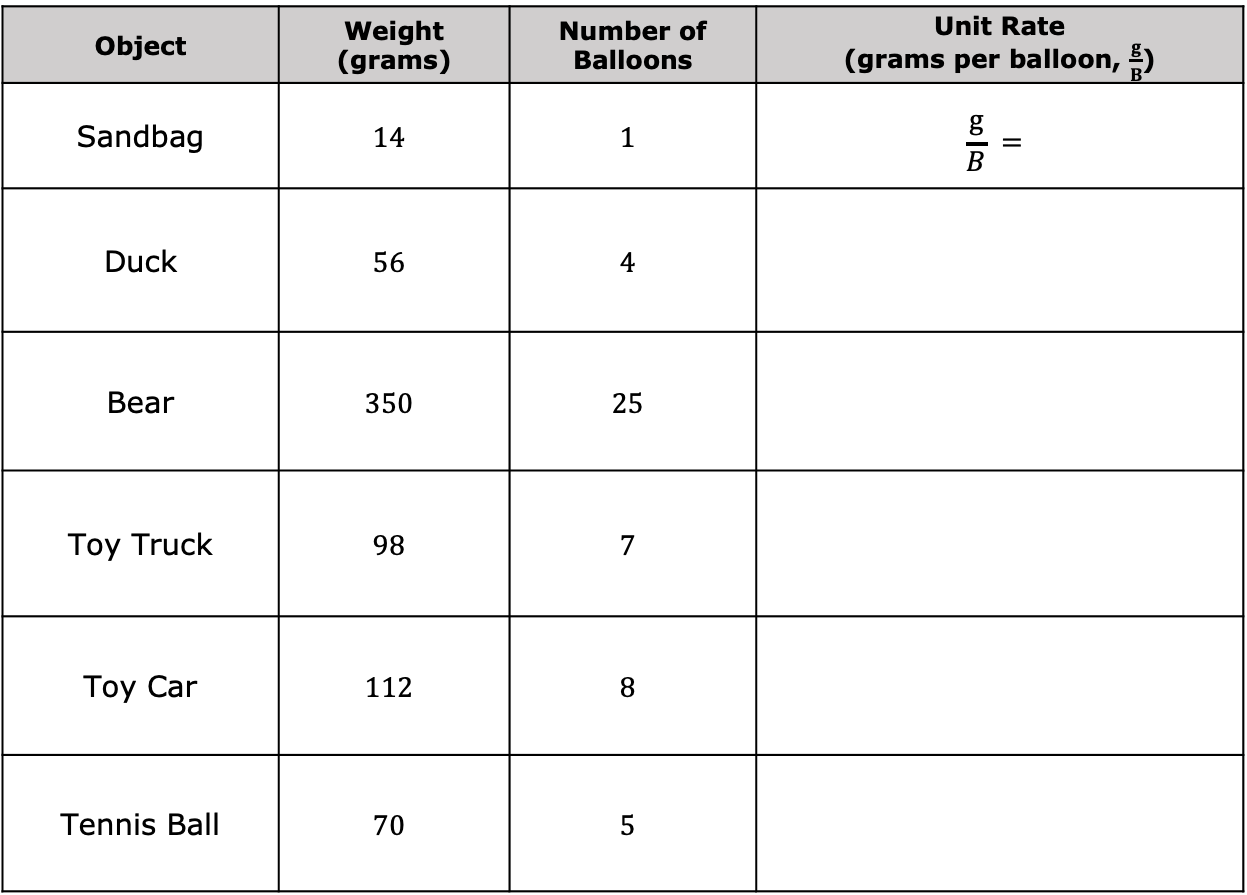 Object | Weight (grams) | Number of Balloons | Unit Rate (grams per balloon, g/B)
Sandbag | 14 | 1 | g/B =
Duck | 56 | 4
Bear | 350 | 25
Toy Truck | 98 | 7
Toy Car | 112 | 8
Tennis Ball | 70 | 5